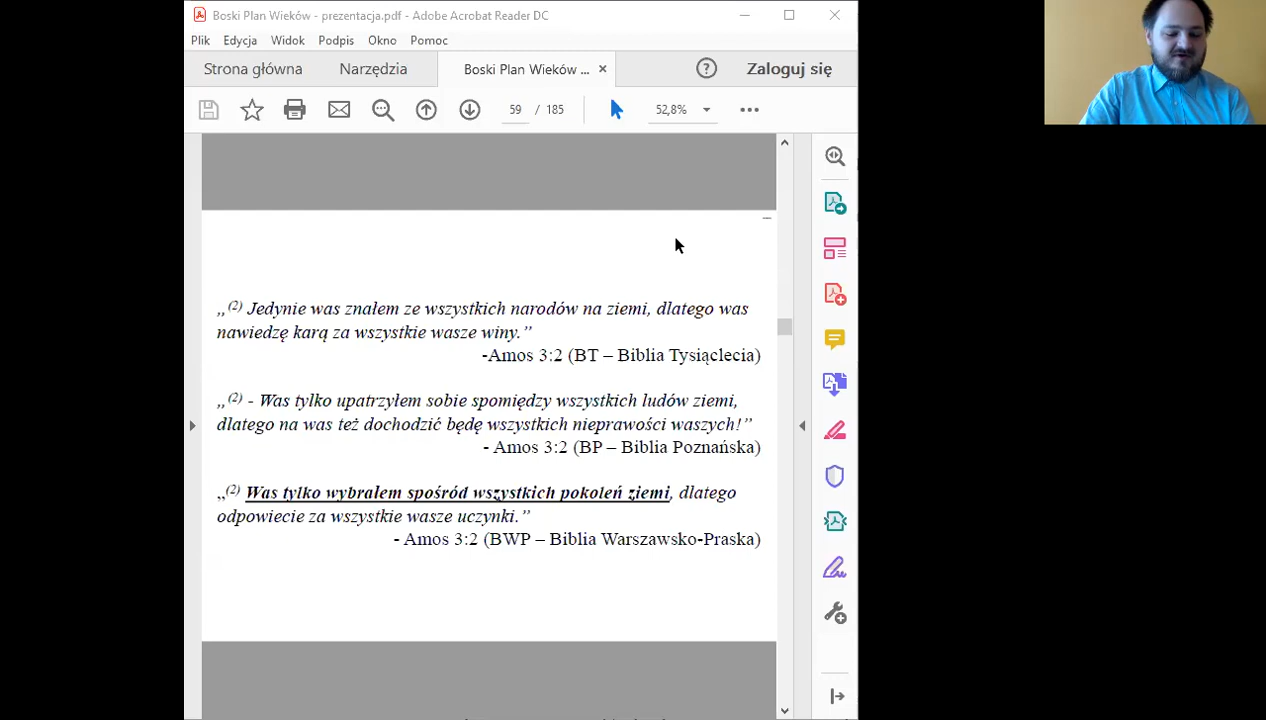 Boski Plan Wieków - prezentacja.pdf - Adobe Acrobat Reader DC
Plik Edycja Widok Podpis Okno Pomoc
Strona główna Narzędzia Boski Plan Wieków ... × Zaloguj się
59 / 185 52,8%
„(2) Jedynie was znałem ze wszystkich narodów na ziemi, dlatego was
nawiedzę karą za wszystkie wasze winy.”
-Amos 3:2 (BT – Biblia Tysiąclecia)
„(2) - Was tylko upatrzyłem sobie spomiędzy wszystkich ludów ziemi,
dlatego na was też dochodzić będę wszystkich nieprawości waszych!”
- Amos 3:2 (BP – Biblia Poznańska)
„(2) Was tylko wybrałem spośród wszystkich pokoleń ziemi, dlatego
odpowiecie za wszystkie wasze uczynki.”
- Amos 3:2 (BWP – Biblia Warszawsko-Praska)